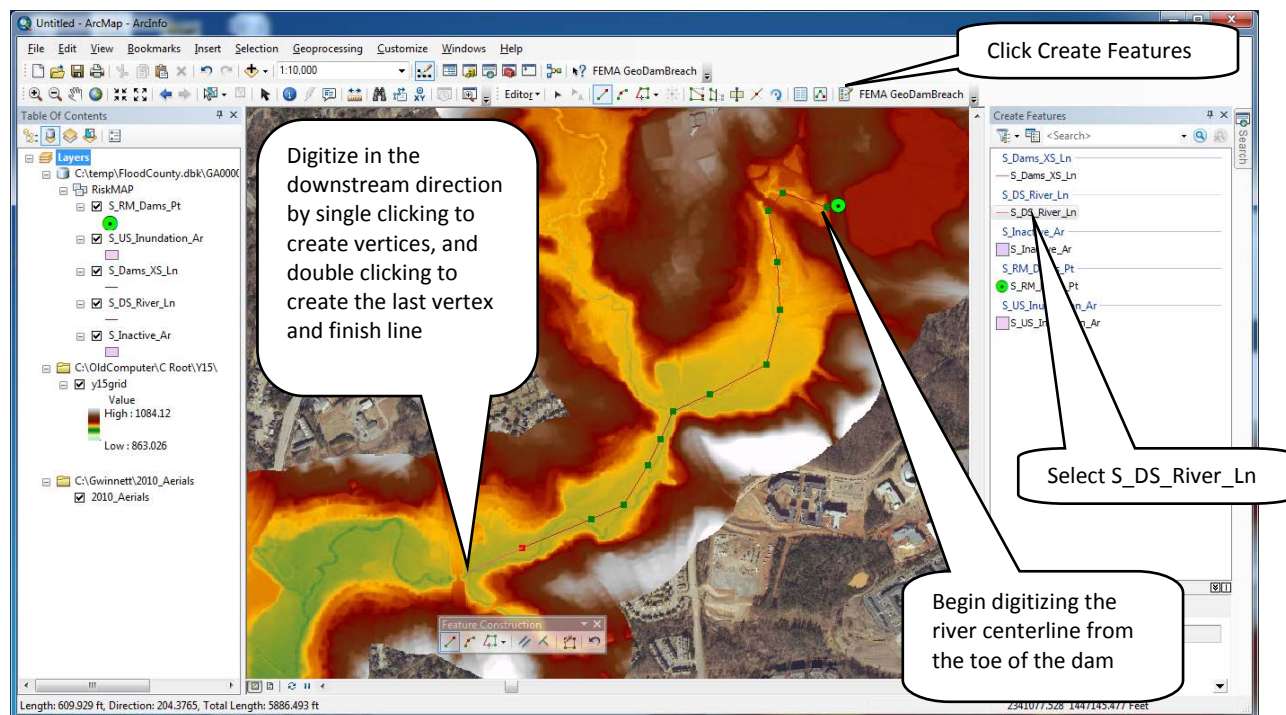 Untitled - ArcMap - ArcInfo
File Edit View Bookmarks Insert Selection Geoprocessing Customize Windows Help
1:10,000
FEMA GeoDamBreach
Editor
FEMA GeoDamBreach
Click Create Features
Table Of Contents
Layers
C:\temp\FloodCounty.dbk\GA0000
RiskMAP
S_RM_Dams_Pt
S_US_Inundation_Ar
S_Dams_XS_Ln
S_DS_River_Ln
S_Inactive_Ar
C:\OldComputer\C Root\Y15\
y15grid
Value
High : 1084.12
Low : 863.026
C:\Gwinnett\2010_Aerials
2010_Aerials
Digitize in the
downstream direction
by single clicking to
create vertices, and
double clicking to
create the last vertex
and finish line
Feature Construction
Create Features
<Search>
Search
S_Dams_XS_Ln
S_Dams_XS_Ln
S_DS_River_Ln
S_DS_River_Ln
S_Inactive_Ar
S_Inactive_Ar
S_US_Inundation_Ar
Select S_DS_River_Ln
Begin digitizing the
river centerline from
the toe of the dam
Length: 609.929 ft, Direction: 204.3765, Total Length: 5886.493 ft
2341077.528 1447145.477 Feet